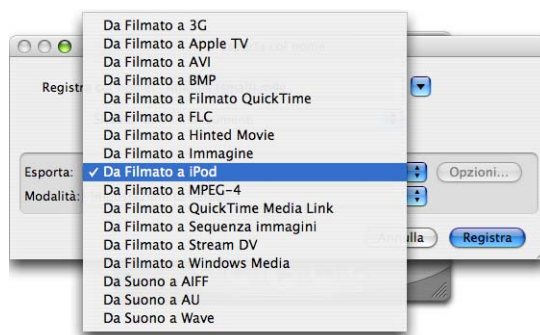 Da Filmato a 3G
Da Filmato a Apple TV
Da Filmato a AVI
Da Filmato a BMP
Registr
Da Filmato a Filmato QuickTime
Da Filmato a FLC
Da Filmato a Hinted Movie
Da Filmato a Immagine
Esporta: ✓ Da Filmato a iPod Opzioni...
Modalità: Da Filmato a MPEG-4
Da Filmato a QuickTime Media Link
Da Filmato a Sequenza immagini
Da Filmato a Stream DV
Annulla Registra
Da Filmato a Windows Media
Da Suono a AIFF
Da Suono a AU
Da Suono a Wave